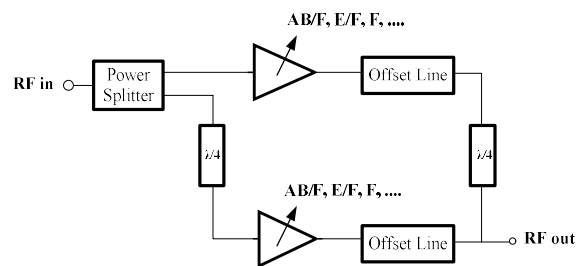 AB/F, E/F, F, ....
RF in
Power
Splitter
Offset Line
λ/4
λ/4
AB/F, E/F, F, ....
Offset Line
RF out